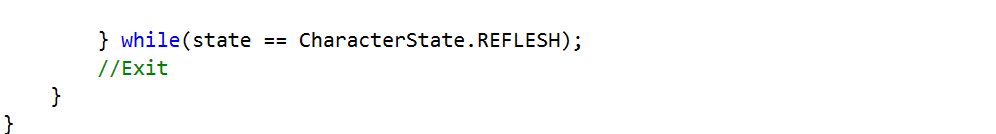 } while(state == CharacterState.REFLESH);
//Exit
}
}